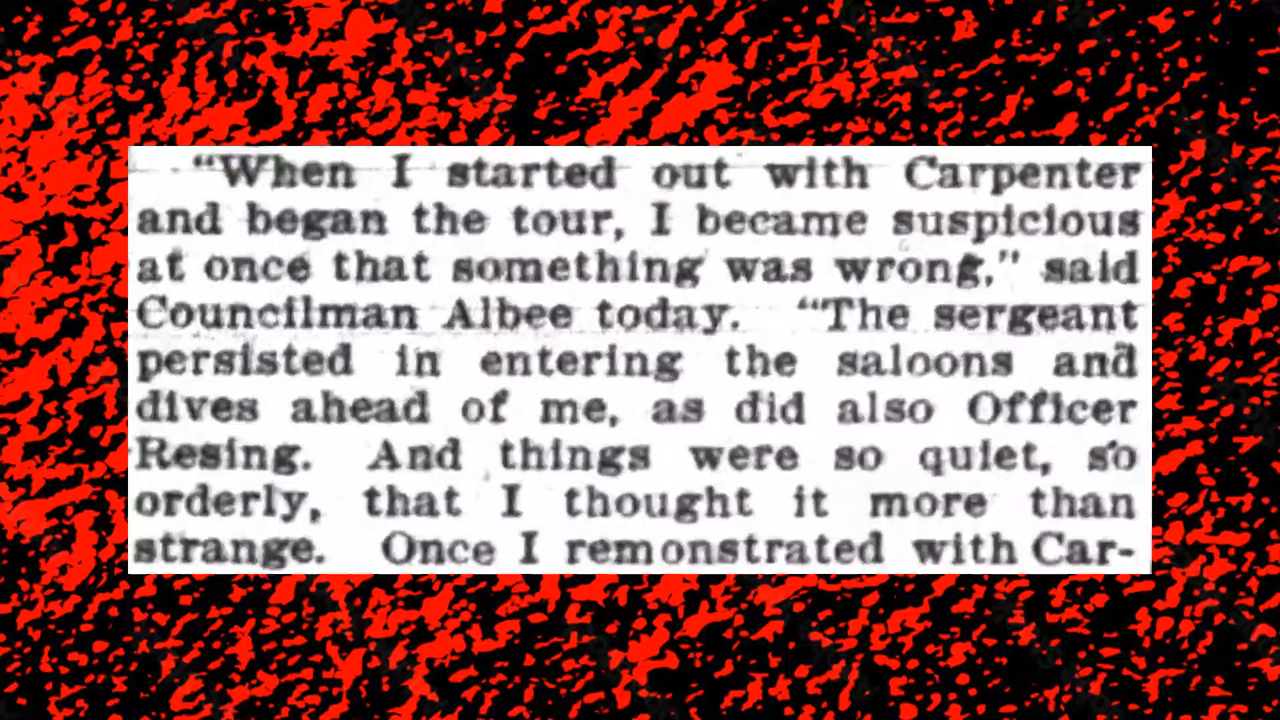 "When I started out with Carpenter
and began the tour, I became suspicious
at once that something was wrong," said
Councilman Albee today. "The sergeant
persisted in entering the saloons and
dives ahead of me, as did also Officer
Resing. And things were so quiet, so
orderly, that I thought it more than
strange. Once I remonstrated with Car-